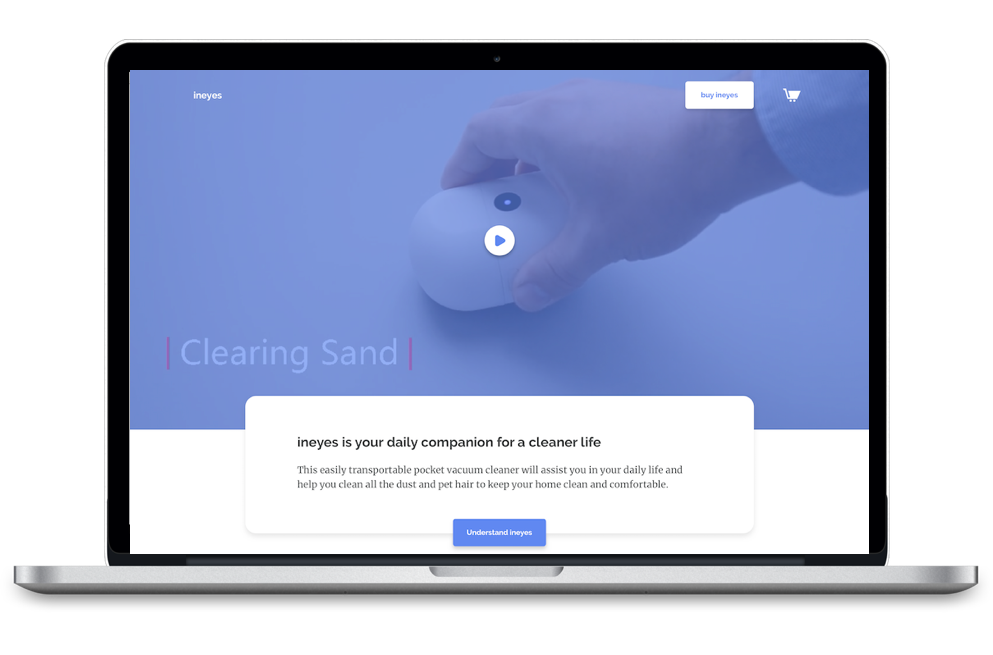 ineyes
buy ineyes
| Clearing Sand |
ineyes is your daily companion for a cleaner life
This easily transportable pocket vacuum cleaner will assist you in your daily life and
help you clean all the dust and pet hair to keep your home clean and comfortable.
Understand ineyes